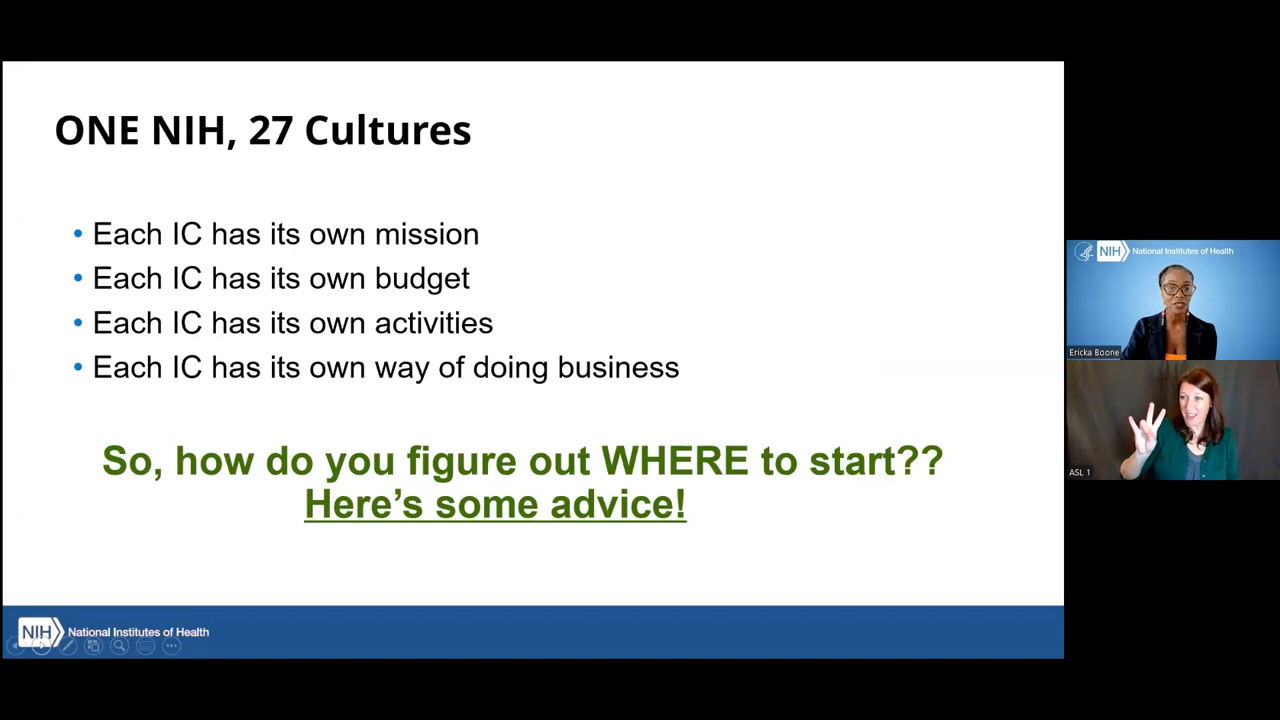 ONE NIH, 27 Cultures
• Each IC has its own mission
• Each IC has its own budget
• Each IC has its own activities
• Each IC has its own way of doing business
So, how do you figure out WHERE to start??
Here’s some advice!
NIH National Institutes of Health
NIH National Institutes of Health
Ericka Boone
ASL 1